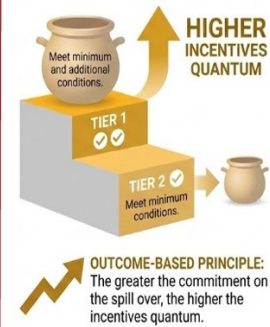 HIGHER
INCENTIVES
QUANTUM
Meet minimum
and additional
conditions.
TIER 1
TIER 2
Meet minimum
conditions.
OUTCOME-BASED PRINCIPLE:
The greater the commitment on
the spill over, the higher the
incentives quantum.